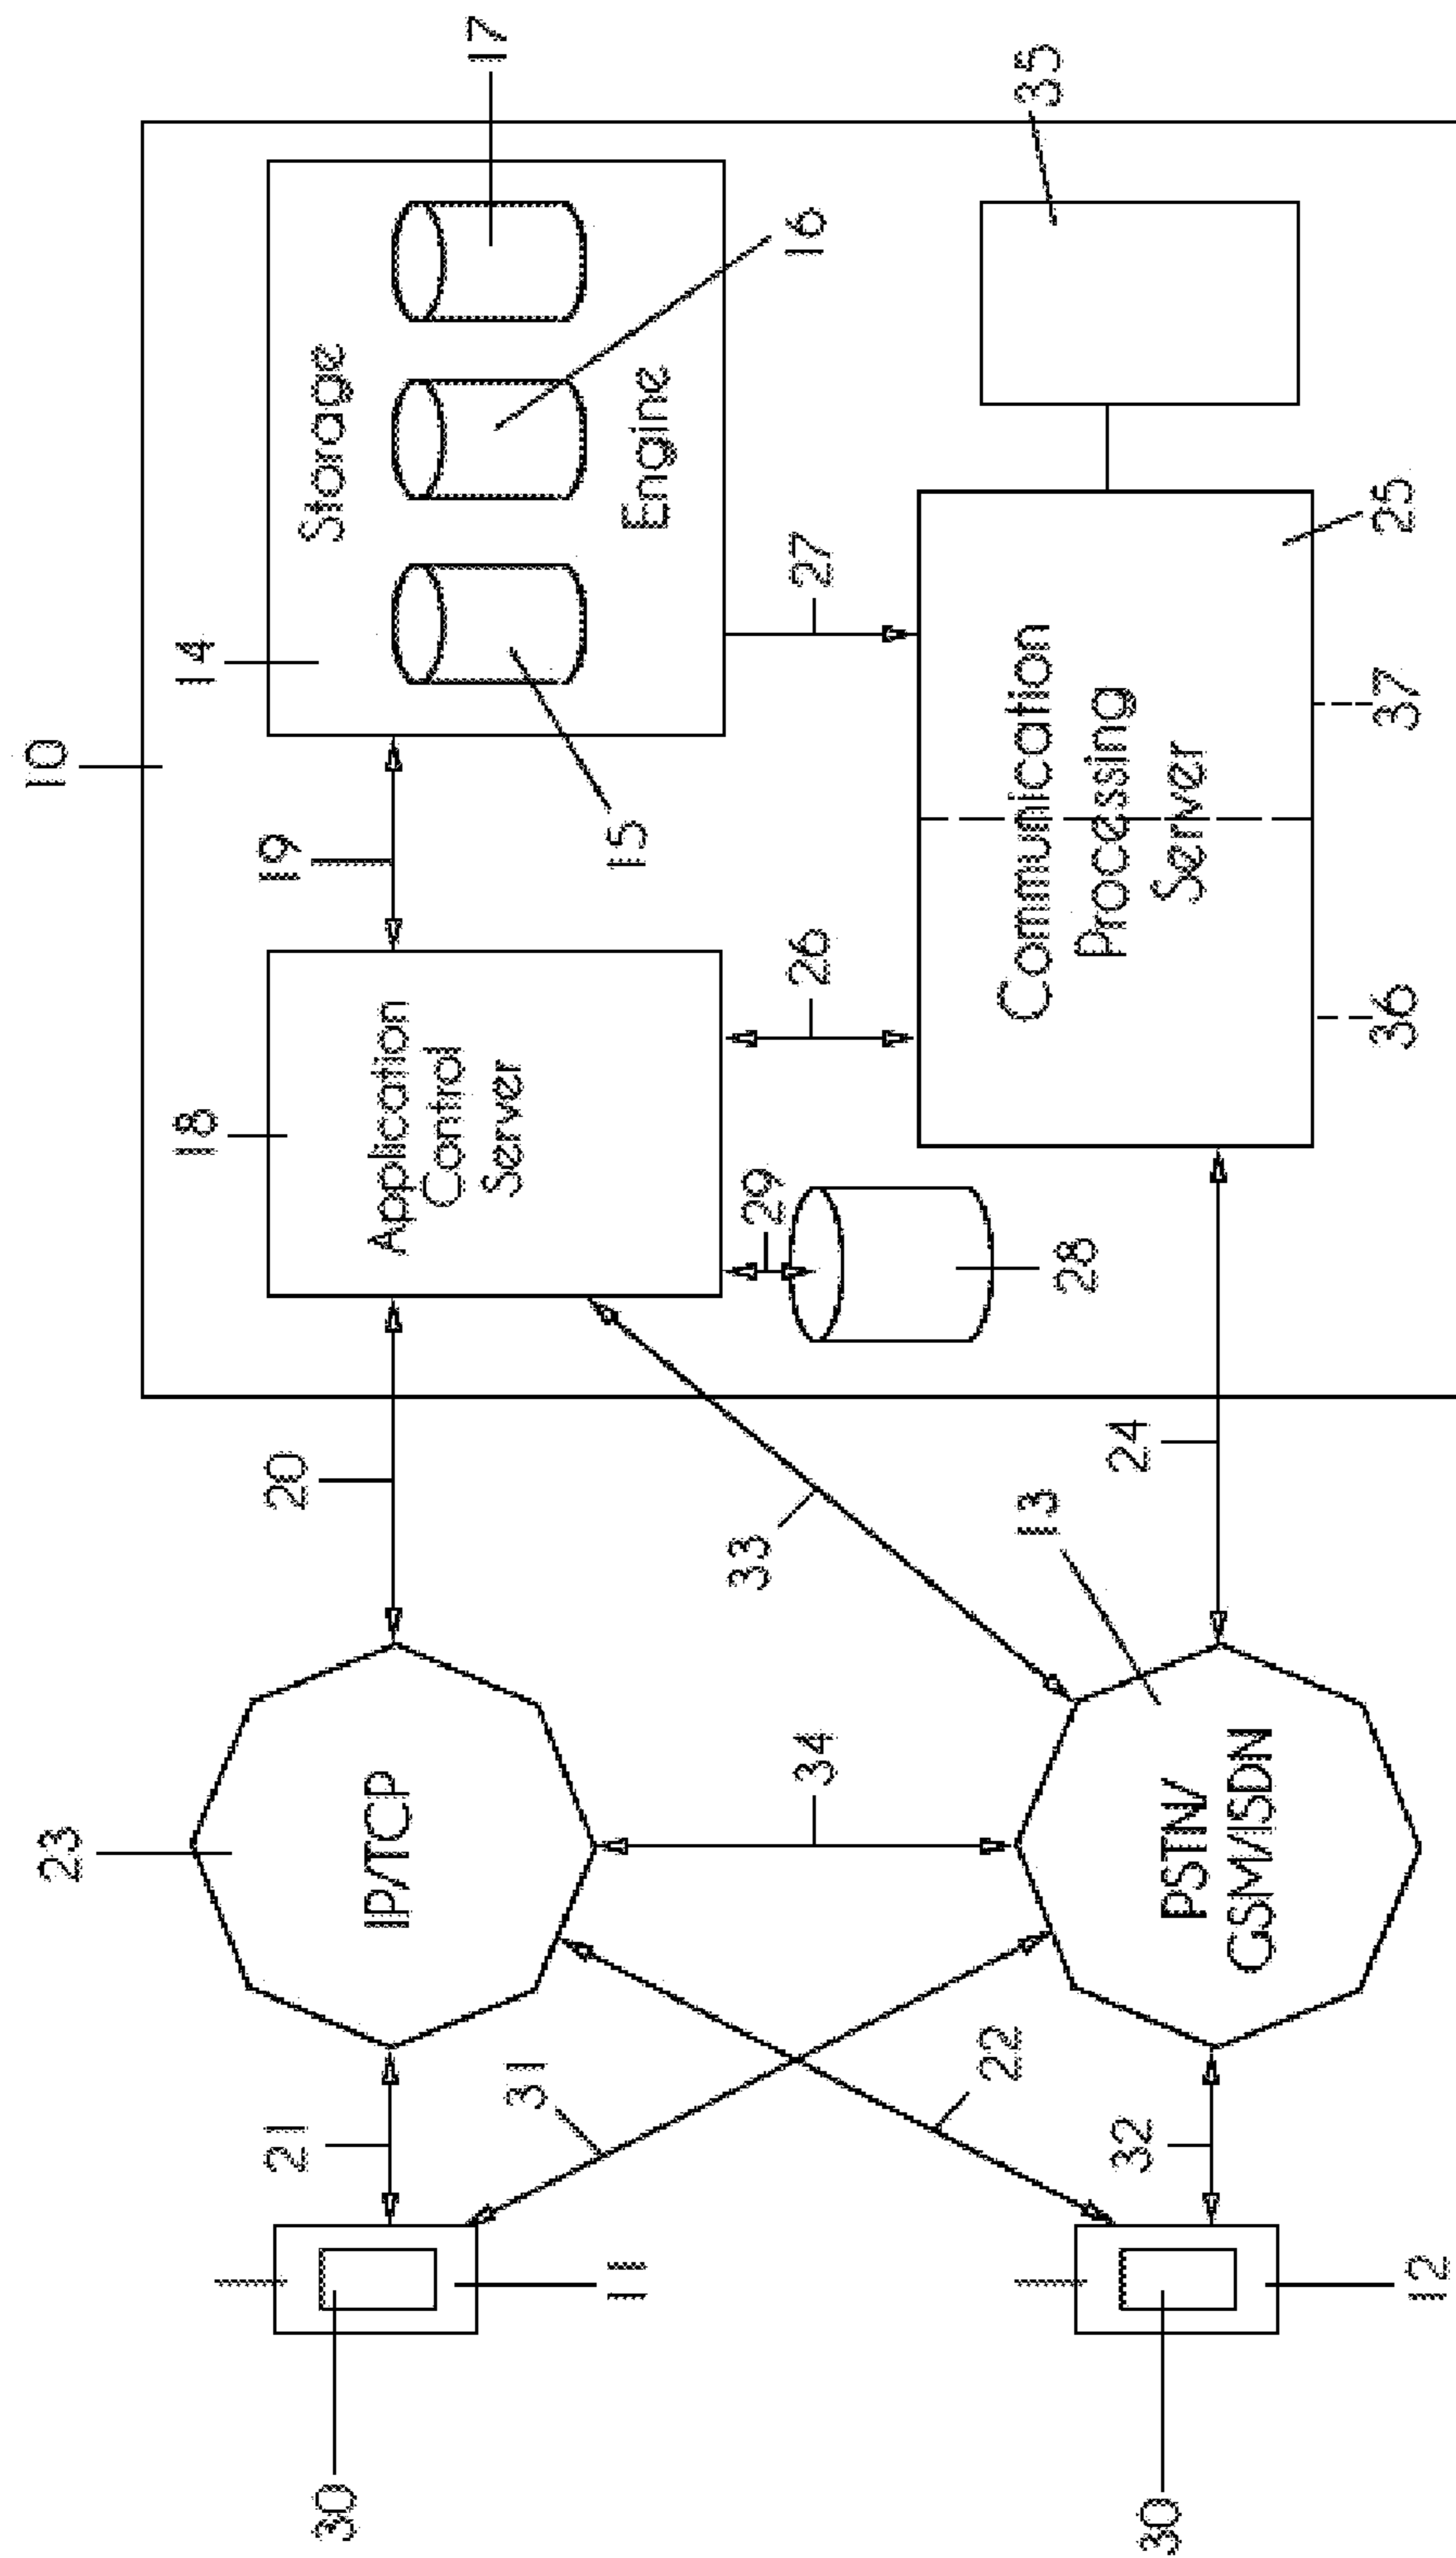 10
14
17
Storage
Engine
15
16
19
18
Application
Control
Server
20
23
IP/TCP
21
30
11
31
22
34
33
29
28
26
27
35
Communication
Processing
Server
25
36
37
24
13
PSTN/
GSM/ISDN
32
30
12